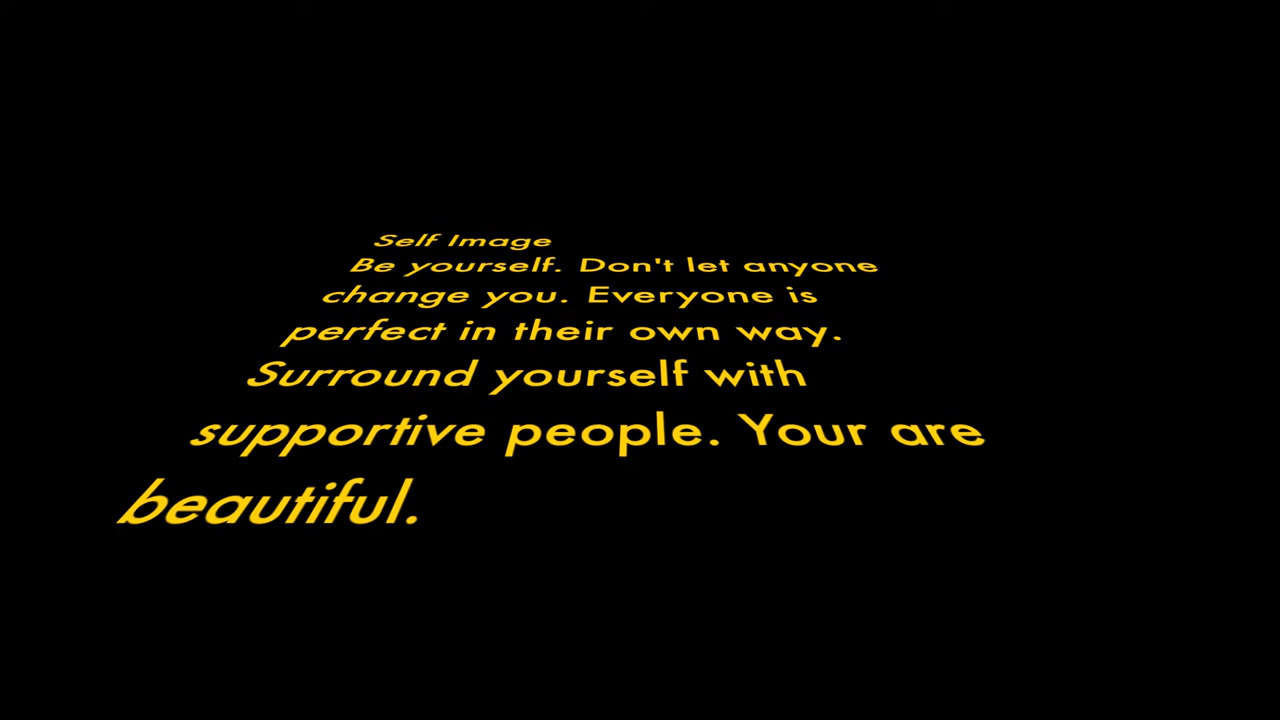 Self Image
Be yourself. Don't let anyone
change you. Everyone is
perfect in their own way.
Surround yourself with
supportive people. Your are
beautiful.